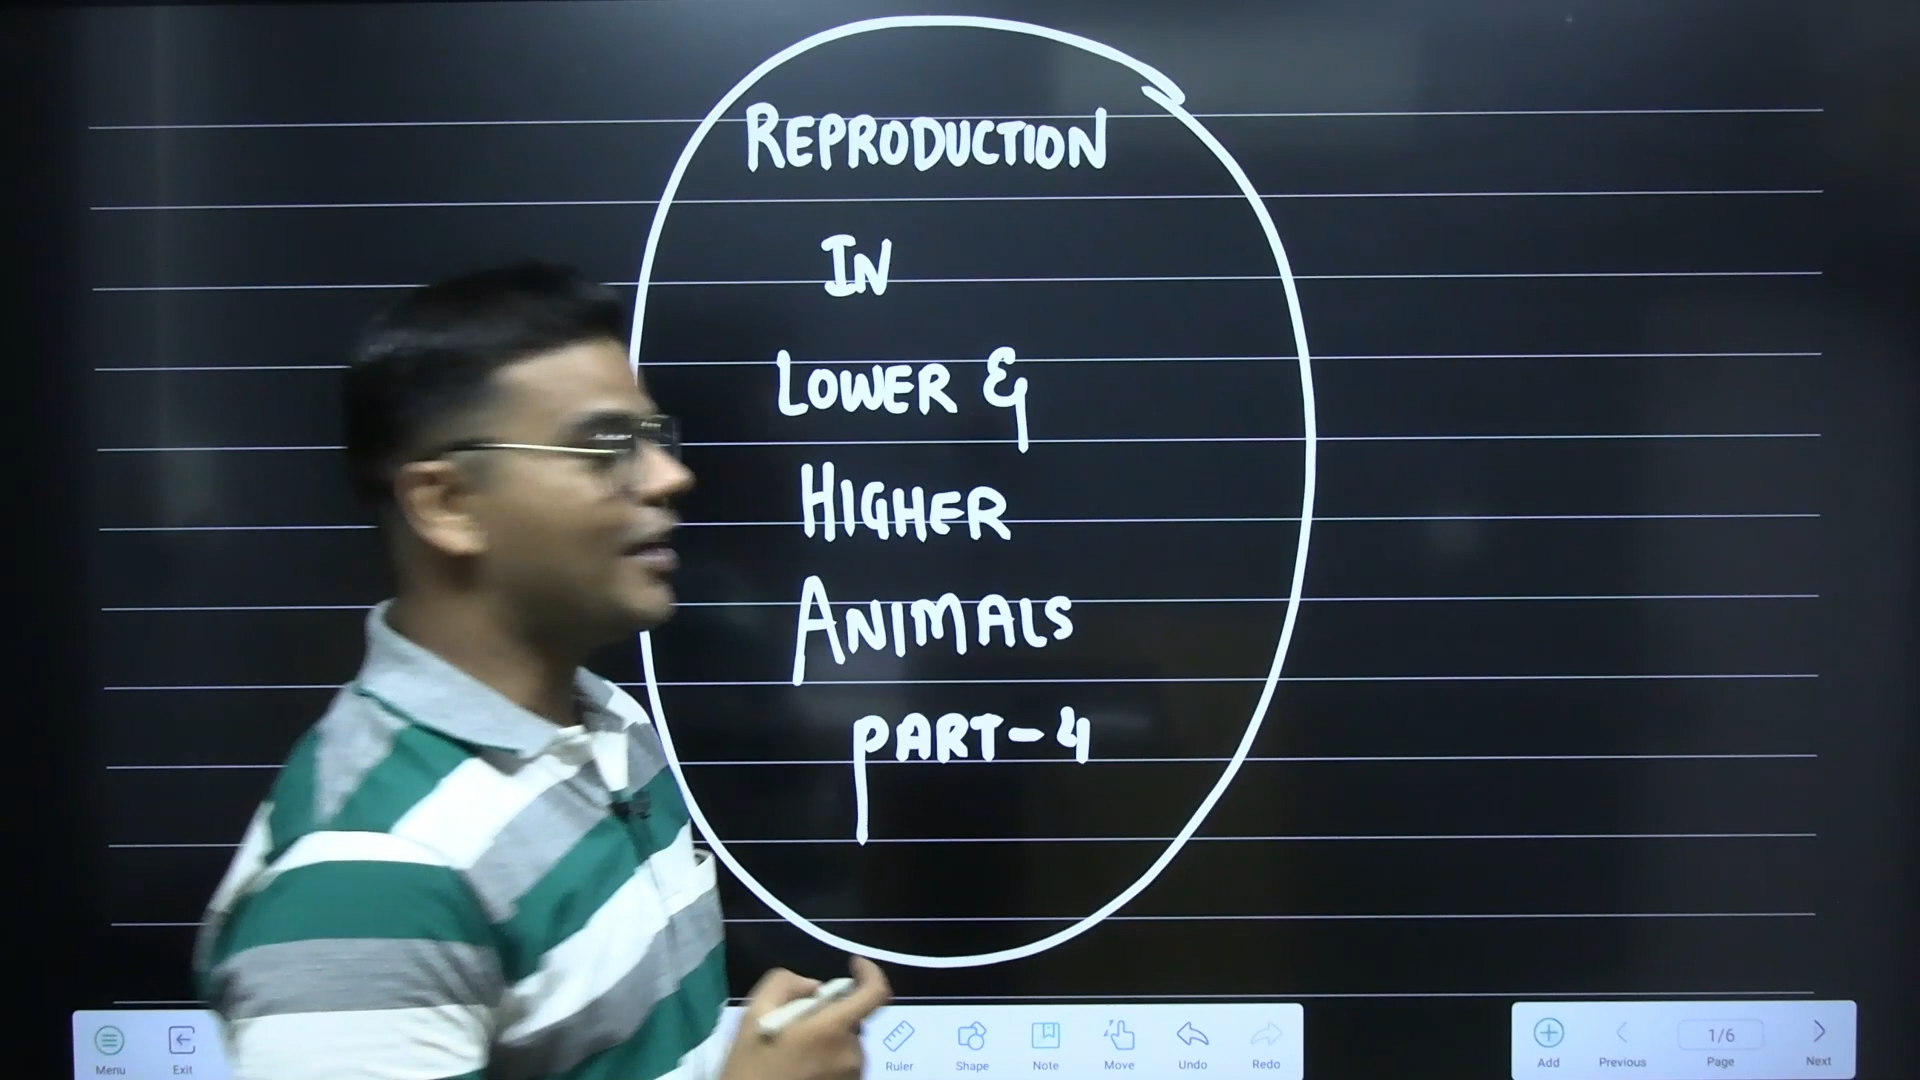 REPRODUCTION
IN
LOWER &
HIGHER
ANIMALS
PART-4
Menu
Exit
Ruler
Shape
Note
Move
Undo
Redo
Add
Previous
1/6
Page
Next